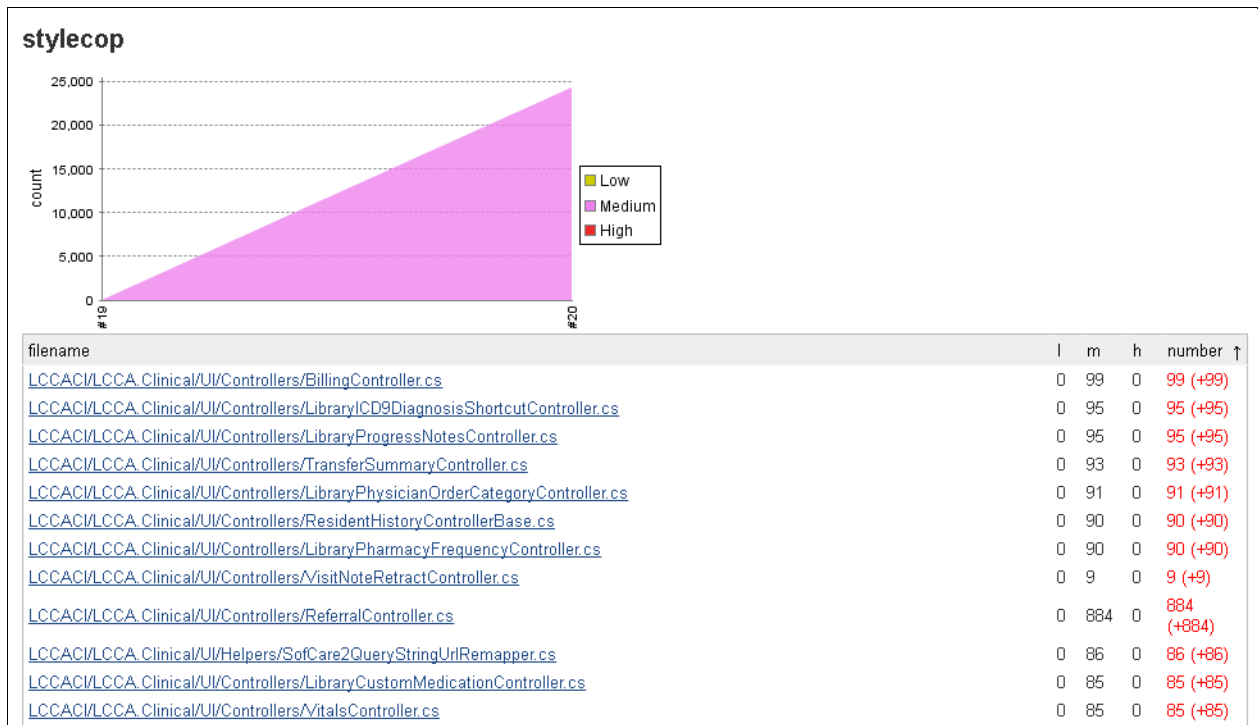 stylecop
25,000
20,000
15,000
10,000
5,000
0
count
#19
#20
Low
Medium
High
filename l m h number ↑
LCCACI/LCCA.Clinical/UI/Controllers/BillingController.cs 0 99 0 99 (+99)
LCCACI/LCCA.Clinical/UI/Controllers/LibraryICD9DiagnosisShortcutController.cs 0 95 0 95 (+95)
LCCACI/LCCA.Clinical/UI/Controllers/LibraryProgressNotesController.cs 0 95 0 95 (+95)
LCCACI/LCCA.Clinical/UI/Controllers/TransferSummaryController.cs 0 93 0 93 (+93)
LCCACI/LCCA.Clinical/UI/Controllers/LibraryPhysicianOrderCategoryController.cs 0 91 0 91 (+91)
LCCACI/LCCA.Clinical/UI/Controllers/ResidentHistoryControllerBase.cs 0 90 0 90 (+90)
LCCACI/LCCA.Clinical/UI/Controllers/LibraryPharmacyFrequencyController.cs 0 90 0 90 (+90)
LCCACI/LCCA.Clinical/UI/Controllers/VisitNoteRetractController.cs 0 9 0 9 (+9)
LCCACI/LCCA.Clinical/UI/Controllers/ReferralController.cs 0 884 0 884
(+884)
LCCACI/LCCA.Clinical/UI/Helpers/SofCare2QueryStringUrlRemapper.cs 0 86 0 86 (+86)
LCCACI/LCCA.Clinical/UI/Controllers/LibraryCustomMedicationController.cs 0 85 0 85 (+85)
LCCACI/LCCA.Clinical/UI/Controllers/VitalsController.cs 0 85 0 85 (+85)